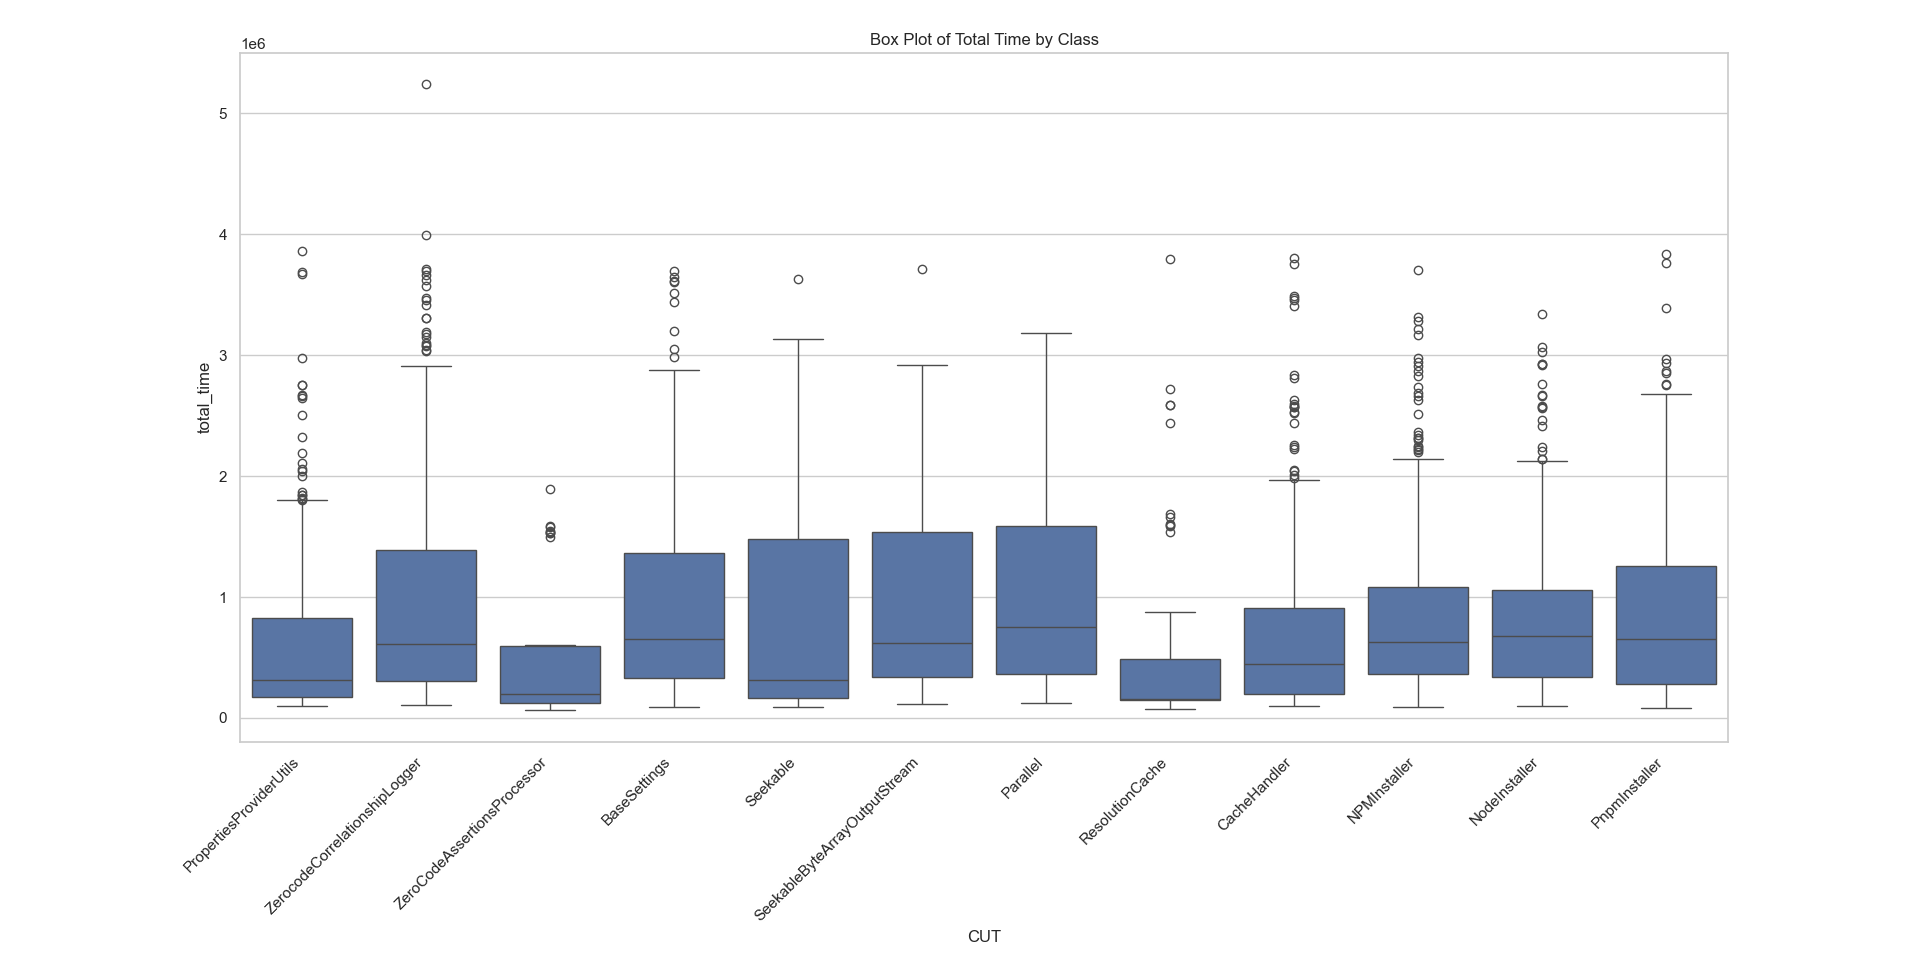 Box Plot of Total Time by Class
1e6
5
4
3
2
1
0
total_time
PropertiesProviderUtils
ZerocodeCorrelationshipLogger
ZeroCodeAssertionsProcessor
BaseSettings
Seekable
SeekableByteArrayOutputStream
Parallel
ResolutionCache
CacheHandler
NPMInstaller
NodeInstaller
PnpmInstaller
CUT